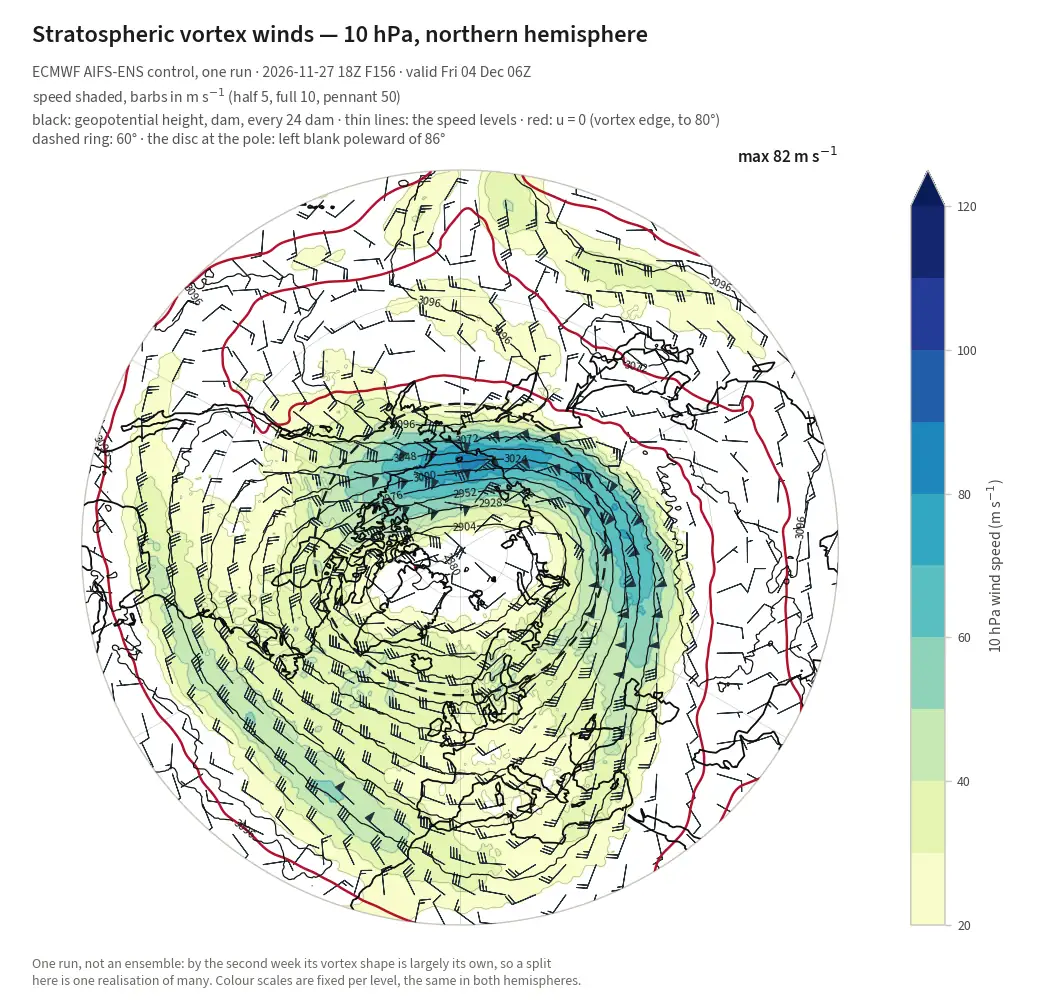 Stratospheric vortex winds — 10 hPa, northern hemisphere
ECMWF AIFS-ENS control, one run · 2026-11-27 18Z F156 · valid Fri 04 Dec 06Z
speed shaded, barbs in m s⁻¹ (half 5, full 10, pennant 50)
black: geopotential height, dam, every 24 dam · thin lines: the speed levels · red: u = 0 (vortex edge, to 80°)
dashed ring: 60° · the disc at the pole: left blank poleward of 86°
max 82 m s⁻¹
120
100
80
60
40
20
10 hPa wind speed (m s⁻¹)
3096
3096
3096
3072
3096
3072
3048
3024
3000
2952
2928
2904
3096
One run, not an ensemble: by the second week its vortex shape is largely its own, so a split
here is one realisation of many. Colour scales are fixed per level, the same in both hemispheres.